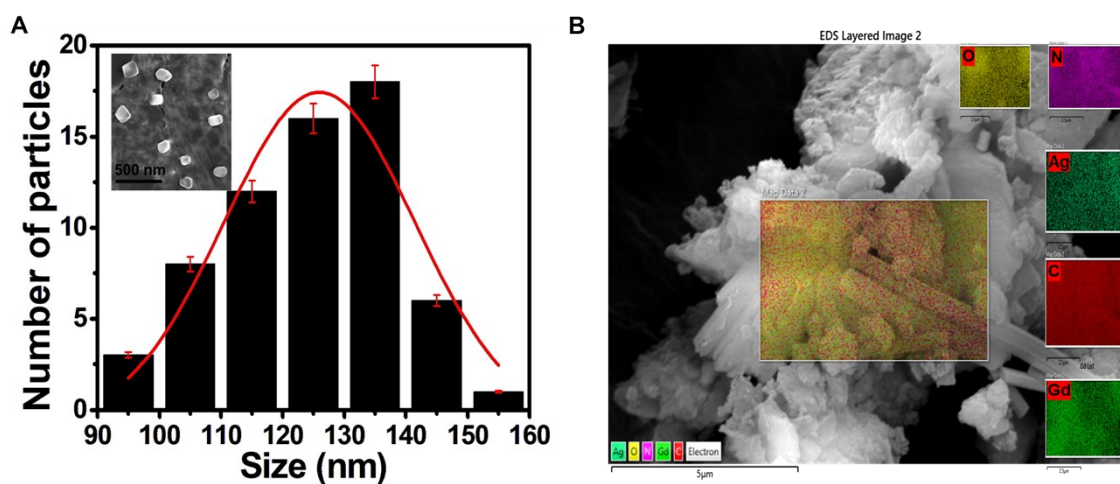 A
Number of particles
20
15
10
5
0
500 nm
90 100 110 120 130 140 150 160
Size (nm)
B
EDS Layered Image 2
O
N
Map Data 2
Ag
C
Gd
Ag O N Gd C Electron
5µm